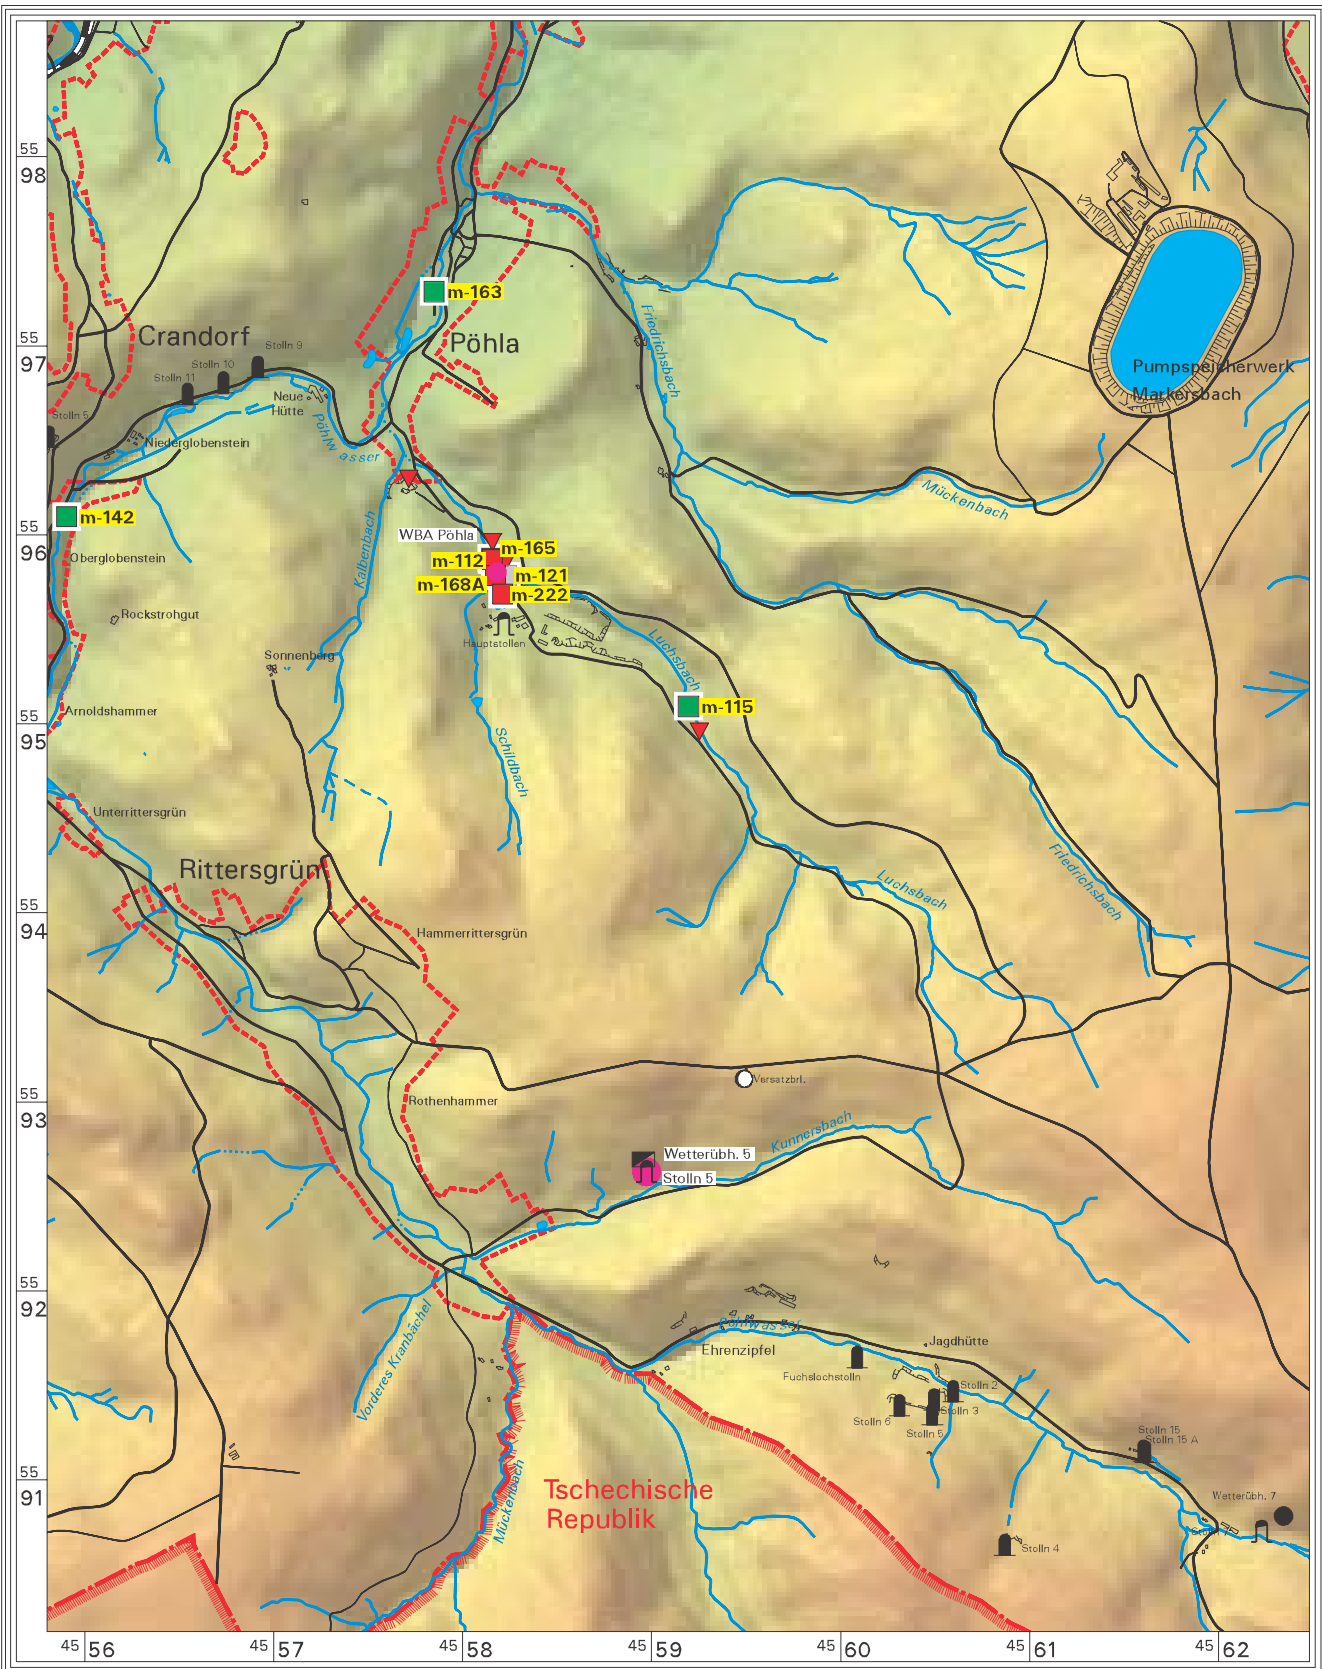 55
98
m-163
Crandorf
Pöhla
Friedrichsbach
55
97
Stolln 9
Stolln 10
Stolln 11
Pumpspeicherwerk
Markersbach
Neue
Hütte
Stolln 5
Niederglobenstein
Pöhlwasser
Mückenbach
m-142
55
96
WBA Pöhla
m-165
m-112
m-121
m-168A
m-222
Oberglobenstein
Kalbenbach
Rockstrohgut
Hauptstollen
Luchsbach
Sonnenberg
Arnoldshammer
m-115
55
95
Schildbach
Unterrittersgrün
Rittersgrün
Luchsbach
Friedrichsbach
55
94
Hammerrittersgrün
Versatzbrl.
Rothenhammer
55
93
Kunnersbach
Wetterübh. 5
Stolln 5
55
92
Vorderes Kranbächel
Pöhlwasser
Ehrenzipfel
Jagdhütte
Fuchslochstolln
Stolln 2
Stolln 3
Stolln 6
Stolln 5
Stolln 15
Stolln 15 A
55
91
Tschechische
Republik
Mückenbach
Wetterübh. 7
Stolln 7
Stolln 4
45 56
45 57
45 58
45 59
45 60
45 61
45 62